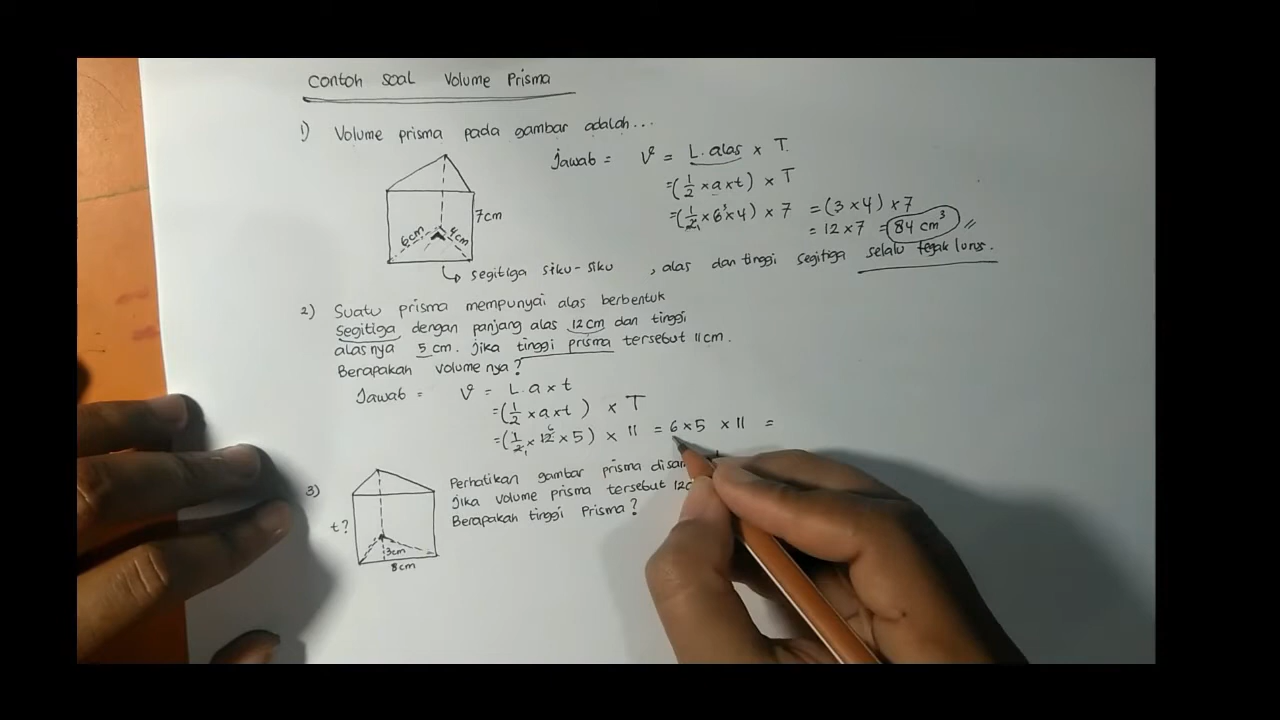 Contoh Soal Volume Prisma
1) Volume prisma pada gambar adalah...
Jawab = V = L. alas x T.
= (1/2 x a x t) x T
= (1/2 1 x 6 3 x 4) x 7 = (3 x 4) x 7
= 12 x 7 = 84 cm³ //
7cm
6cm 4cm
segitiga siku-siku , alas dan tinggi segitiga selalu tegak lurus.
2) Suatu prisma mempunyai alas berbentuk
segitiga dengan panjang alas 12cm dan tinggi
alasnya 5 cm. Jika tinggi prisma tersebut 11cm.
Berapakah volume nya?
Jawab = V = L. a x t
= (1/2 x a x t) x T
= (1/2 1 x 12 6 x 5) x 11 = 6 x 5 x 11 =
3) Perhatikan gambar prisma
Jika volume prisma tersebut
Berapakah tinggi Prisma?
t?
3cm
8cm